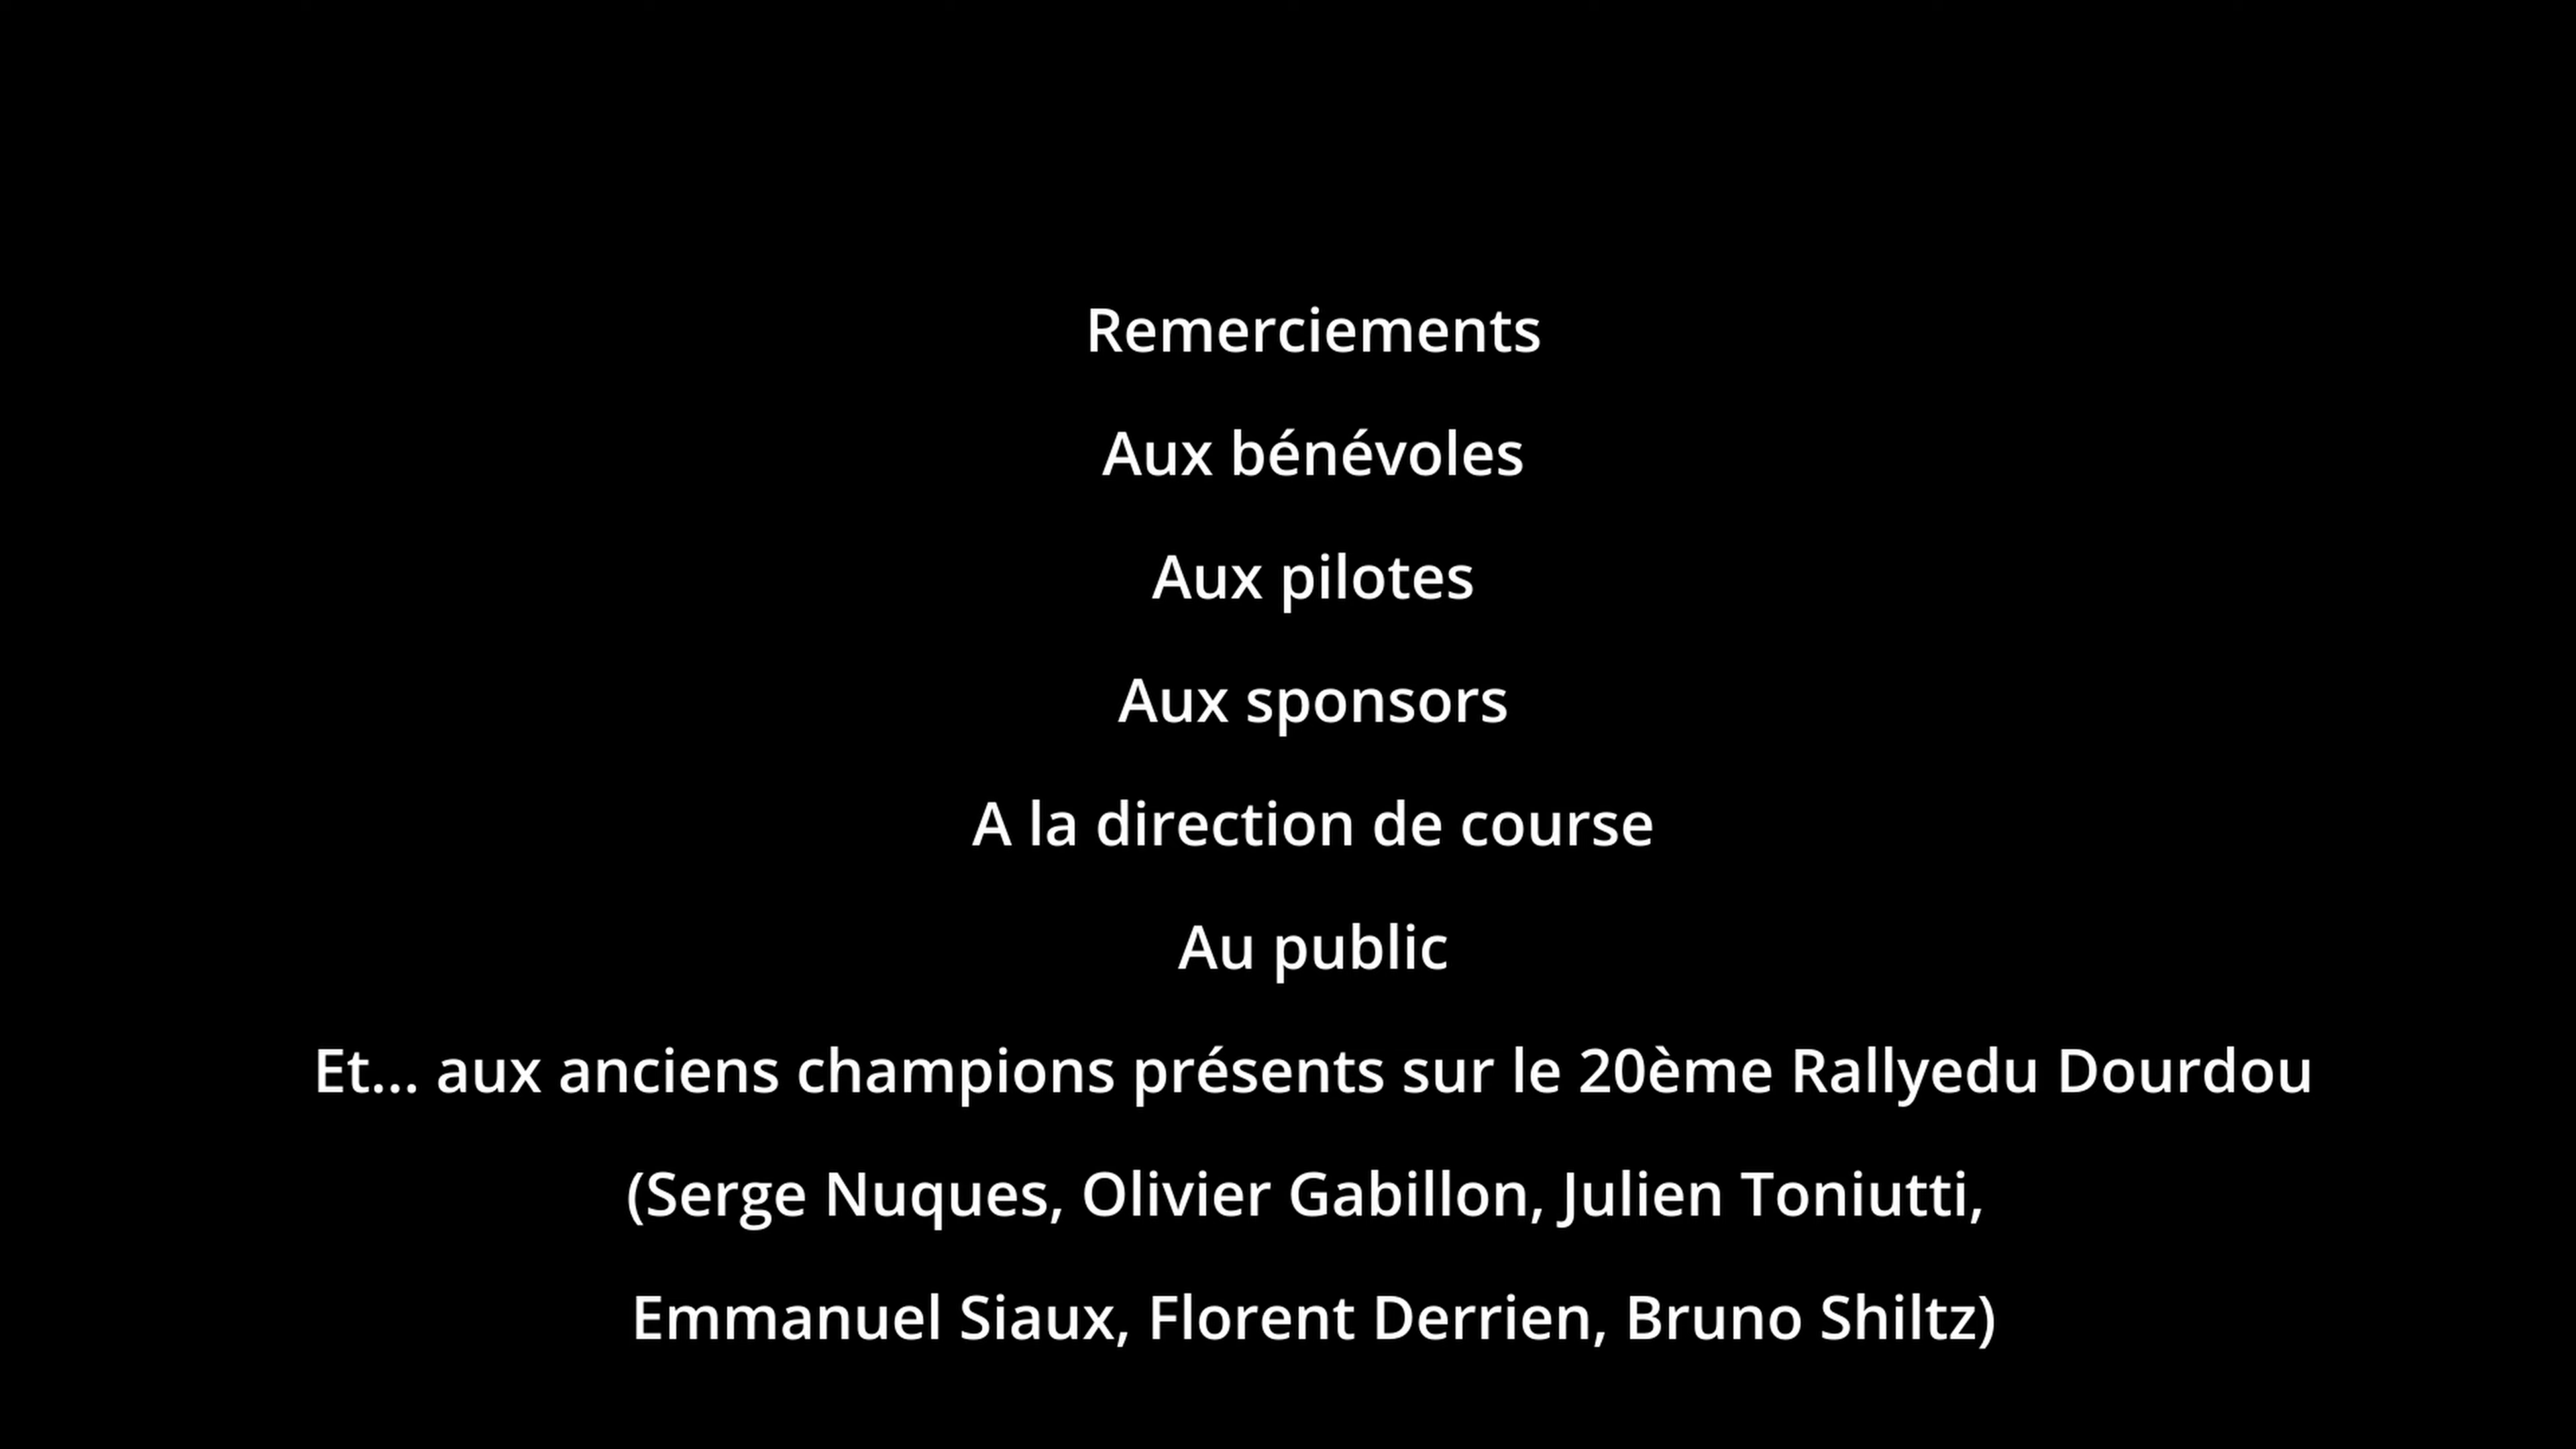 Remerciements
Aux bénévoles
Aux pilotes
Aux sponsors
A la direction de course
Au public
Et... aux anciens champions présents sur le 20ème Rallyedu Dourdou
(Serge Nuques, Olivier Gabillon, Julien Toniutti,
Emmanuel Siaux, Florent Derrien, Bruno Shiltz)